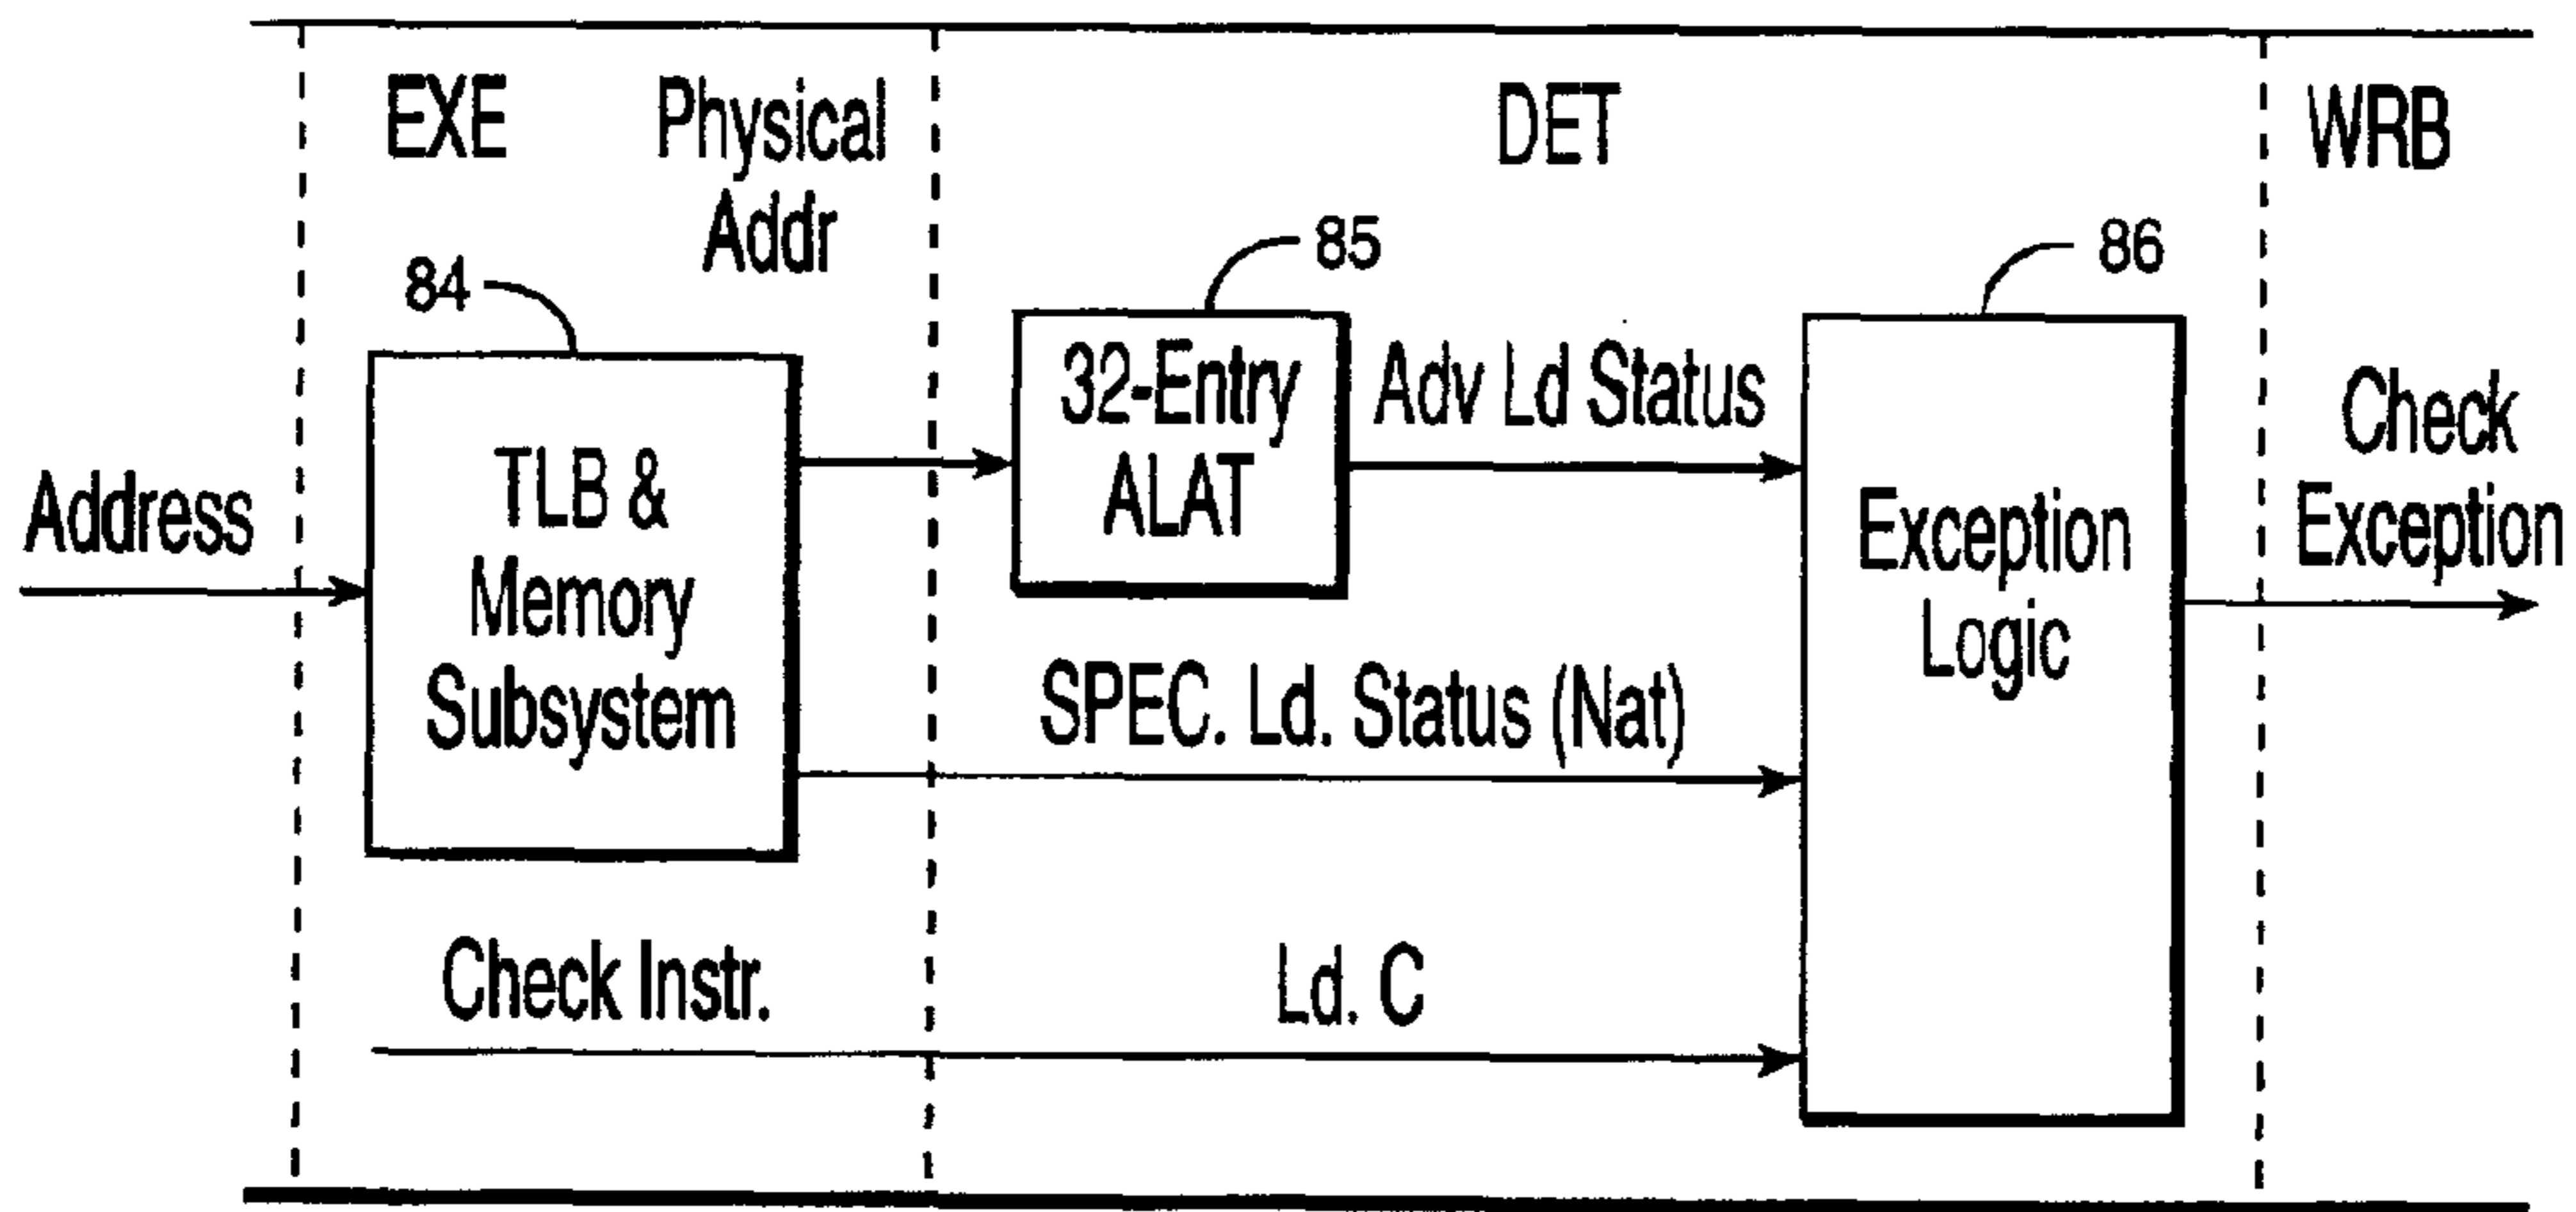 EXE
Physical
Addr
DET
WRB
84
85
86
Address
TLB &
Memory
Subsystem
32-Entry
ALAT
Adv Ld Status
SPEC. Ld. Status (Nat)
Check Instr.
Ld. C
Exception
Logic
Check
Exception